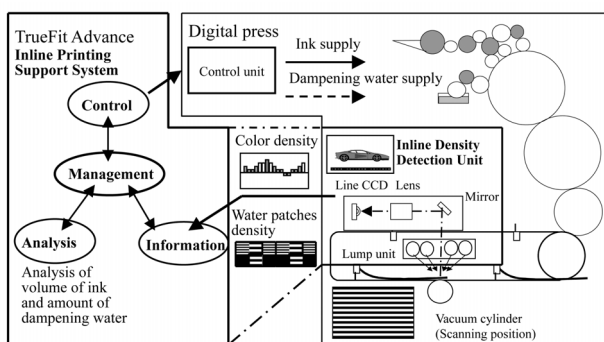 TrueFit Advance
Inline Printing
Support System
Control
Management
Analysis
Information
Analysis of
volume of ink
and amount of
dampening water
Digital press
Control unit
Ink supply
Dampening water supply
Color density
Water patches
density
Inline Density
Detection Unit
Line CCD Lens
Mirror
Lump unit
Vacuum cylinder
(Scanning position)